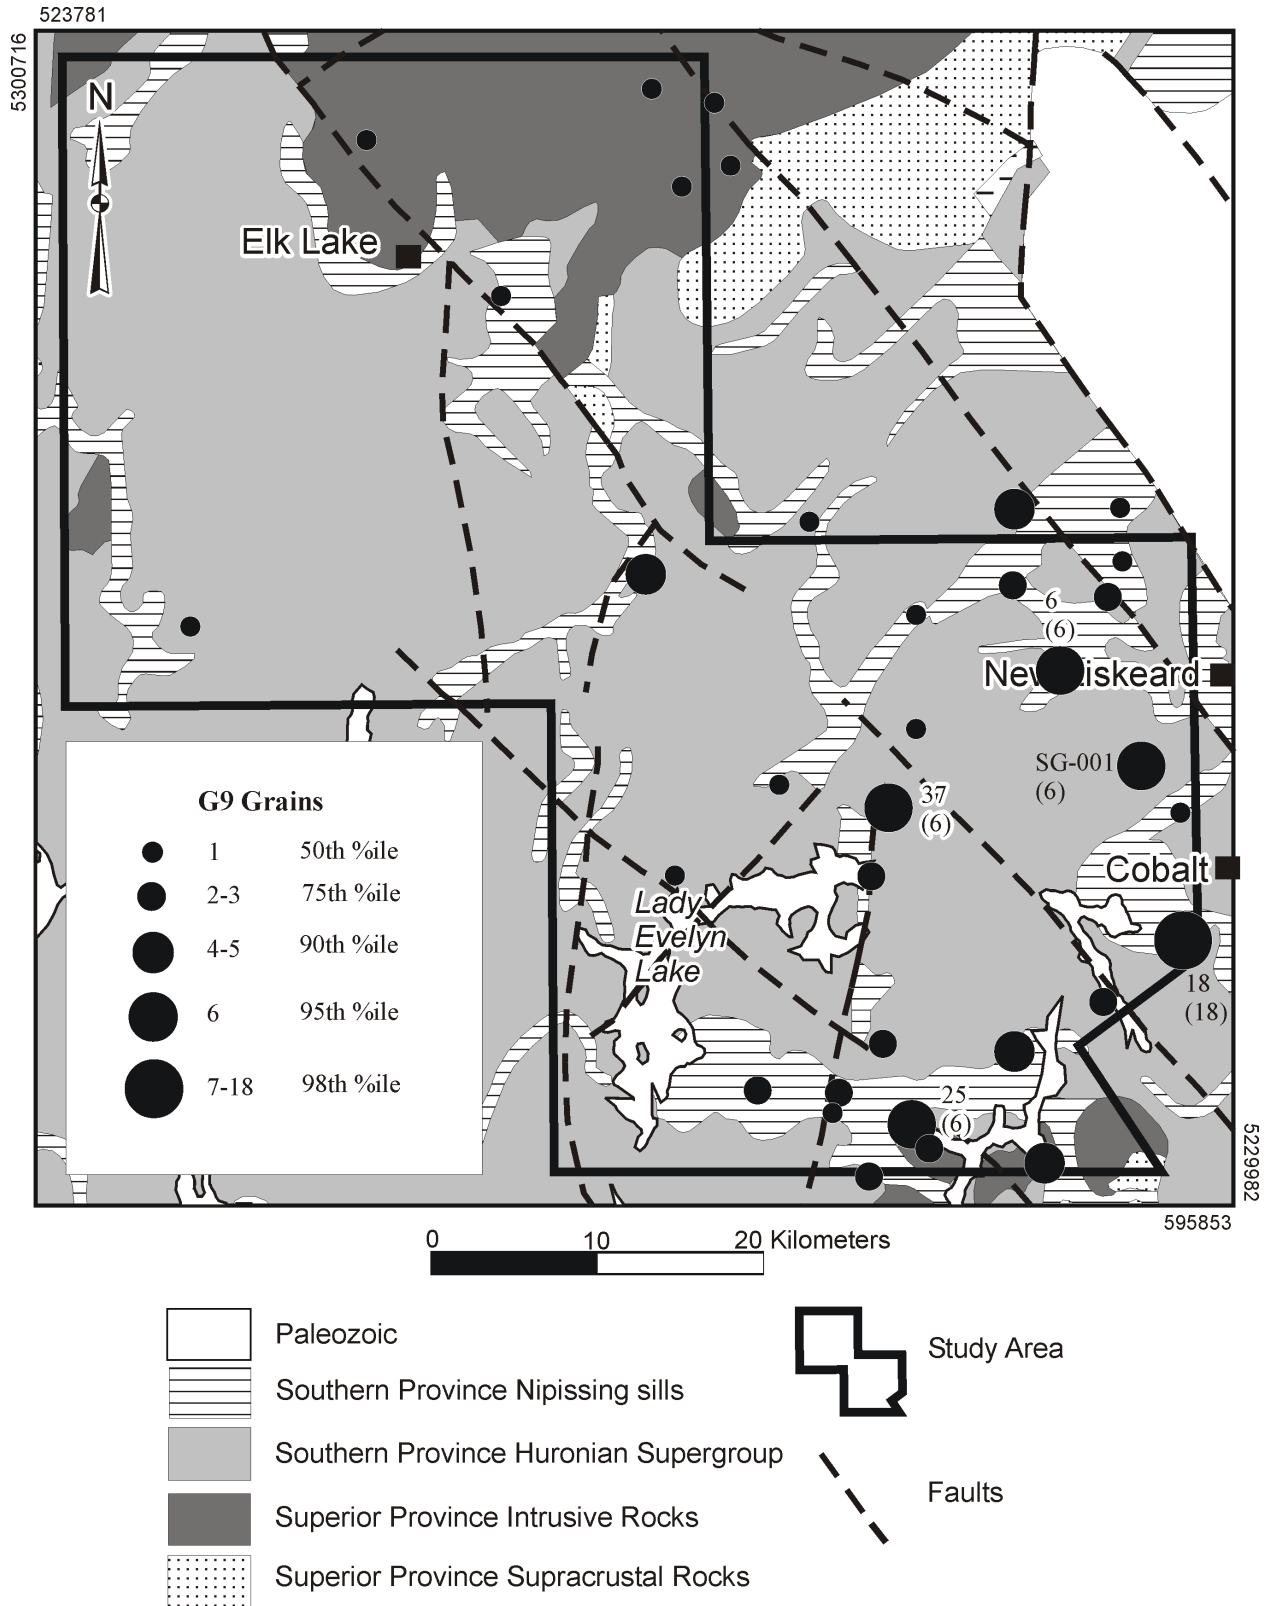 523781
5300716
N
Elk Lake
6
(6)
New Liskeard
SG-001
(6)
37
(6)
Cobalt
Lady
Evelyn
Lake
18
(18)
25
(6)
G9 Grains
1 50th %ile
2-3 75th %ile
4-5 90th %ile
6 95th %ile
7-18 98th %ile
5229982
595853
0 10 20 Kilometers
Paleozoic
Southern Province Nipissing sills
Southern Province Huronian Supergroup
Superior Province Intrusive Rocks
Superior Province Supracrustal Rocks
Study Area
Faults